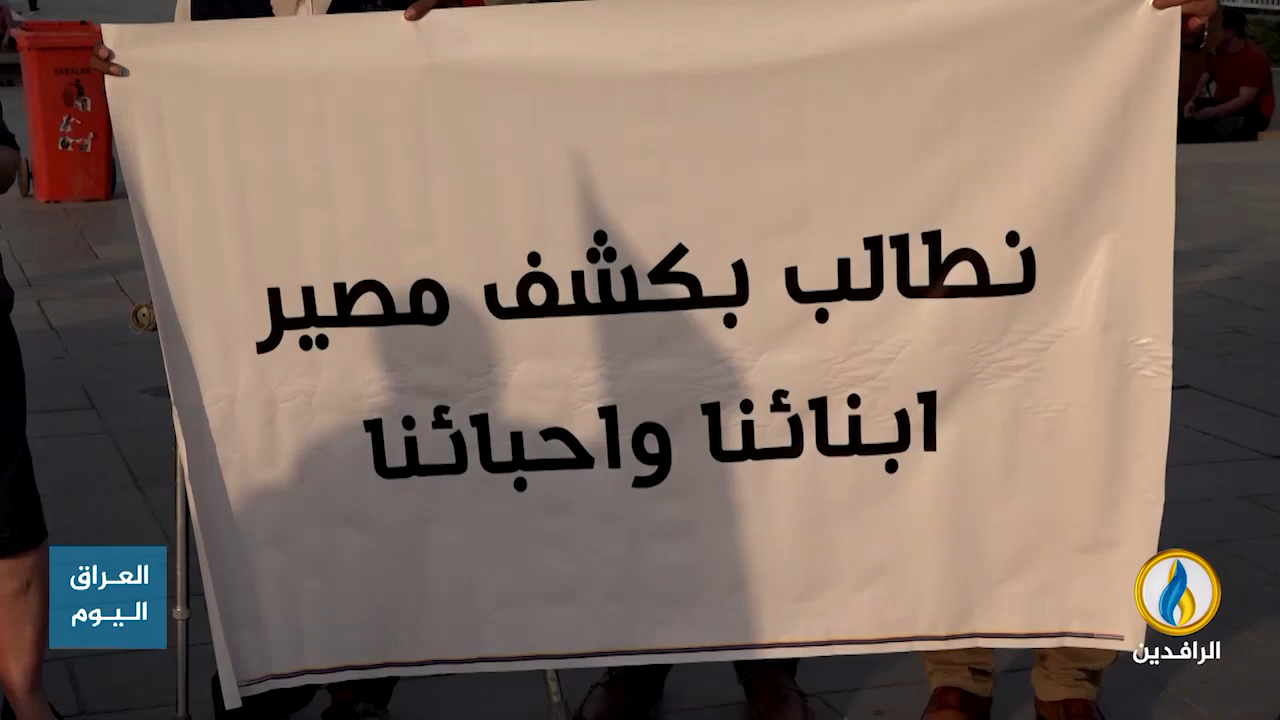 نطالب بكشف مصير
ابنائنا واحبائنا
العراق
اليوم
الرافدين